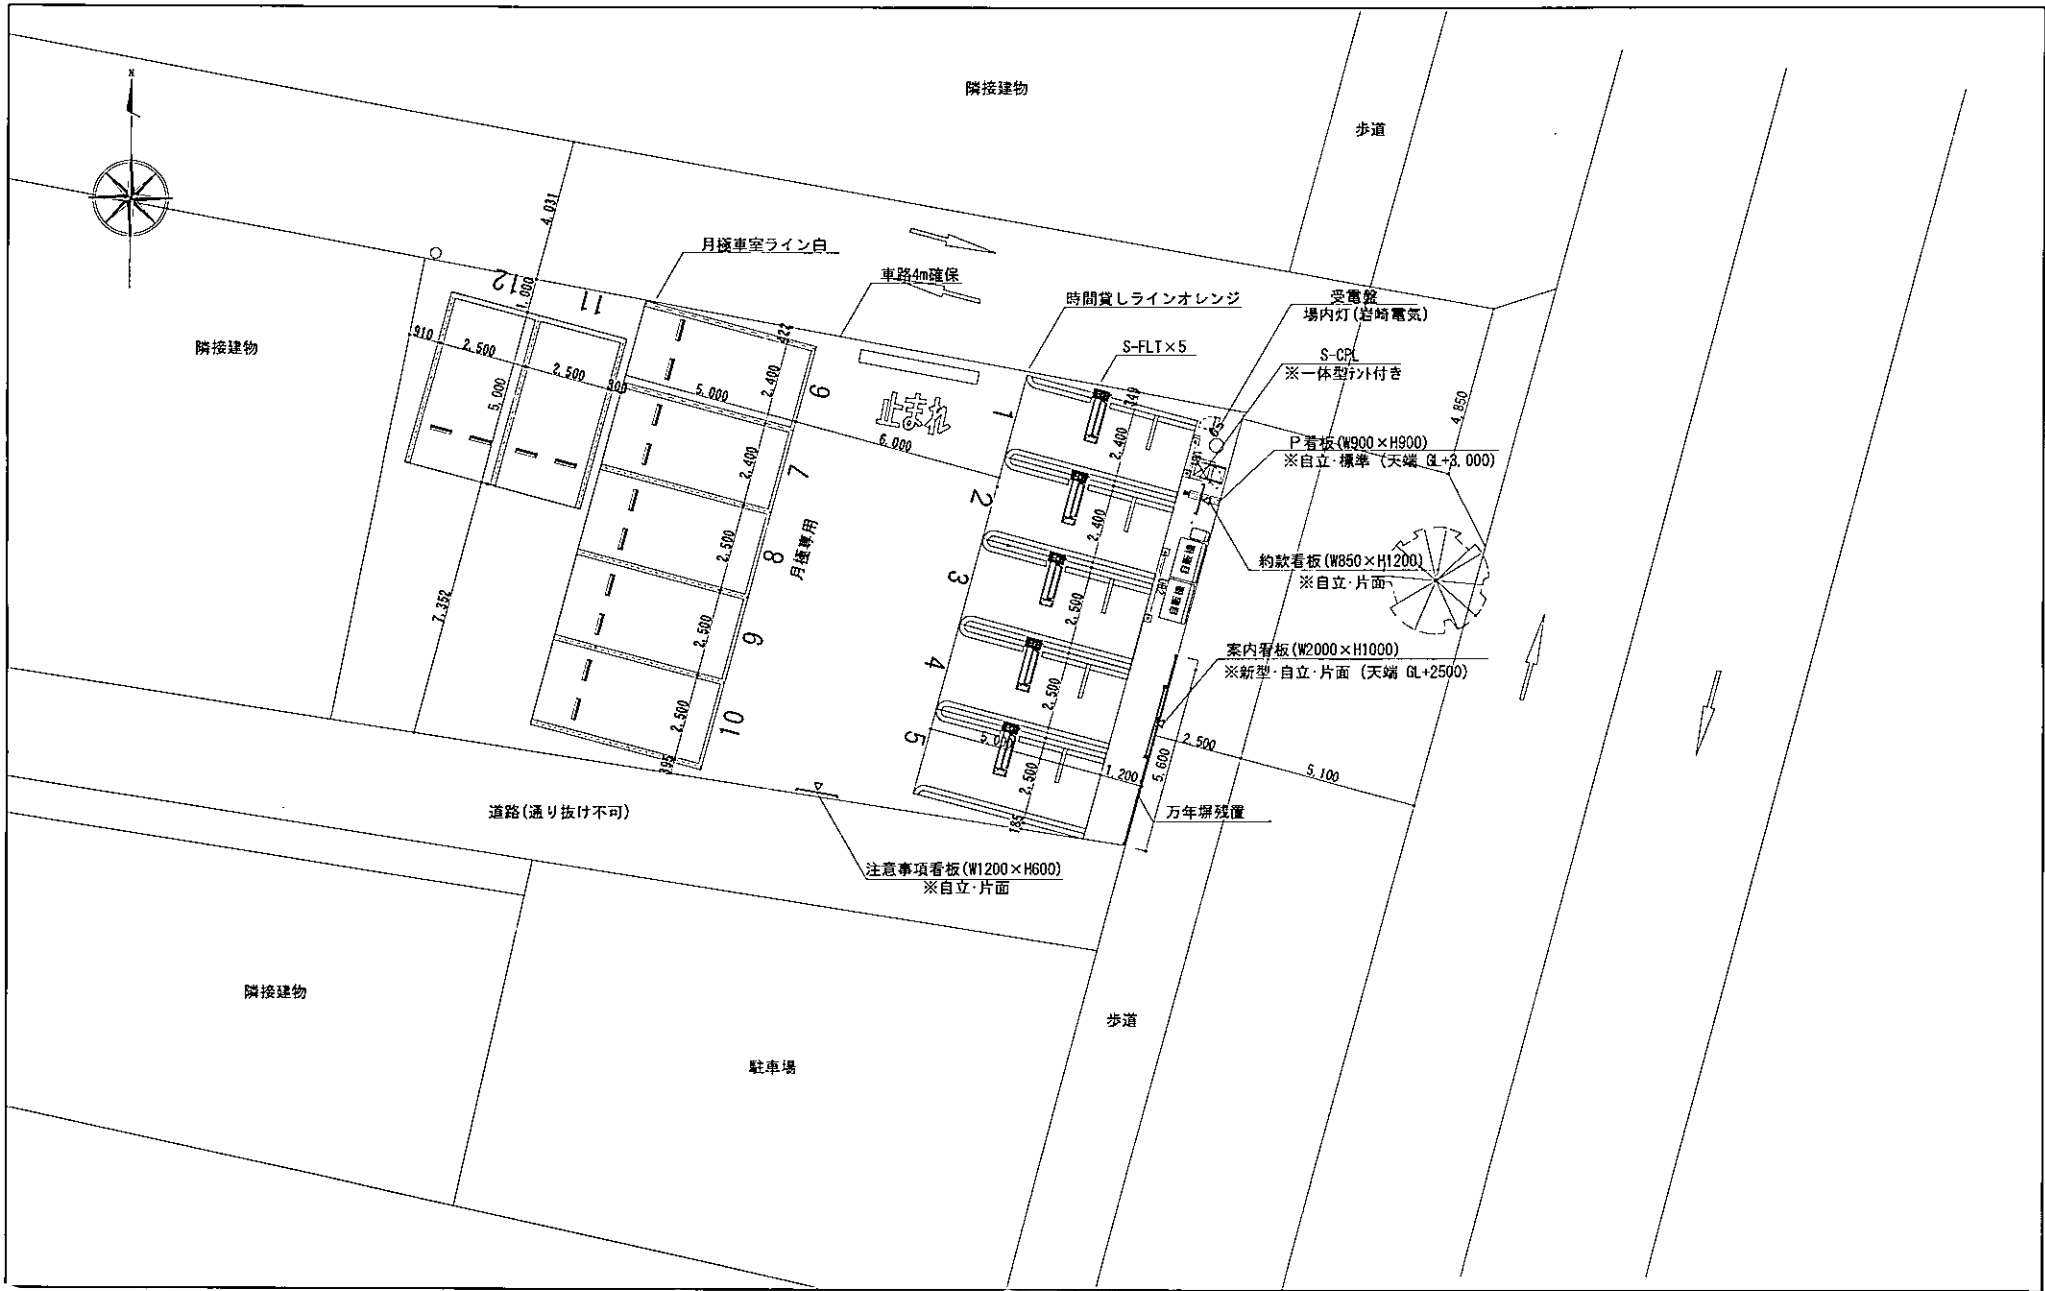 N
隣接建物
歩道
4,031
月極車室ライン白
車路4m確保
時間貸しラインオレンジ
受電盤
場内灯(岩崎電気)
S-FLT×5
S-CPL
※一体型テント付き
隣接建物
12
11
1,000
910
2,500
2,500
300
5,000
5,000
422
2,400
9
止まれ
6,000
1
349
2,400
4,850
P看板(W900×H900)
※自立·標準 (天端 GL+3,000)
2,400
7
2
2,400
月極専用
2,500
8
3
2,500
自販機
自販機
約款看板(W850×H1200)
※自立·片面
7,352
2,500
6
4
2,500
案内看板(W2000×H1000)
※新型·自立·片面 (天端 GL+2500)
2,500
10
395
5
2,500
1,200
5,600
2,500
5,100
185
道路(通り抜け不可)
万年塀残置
注意事項看板(W1200×H600)
※自立·片面
隣接建物
駐車場
歩道